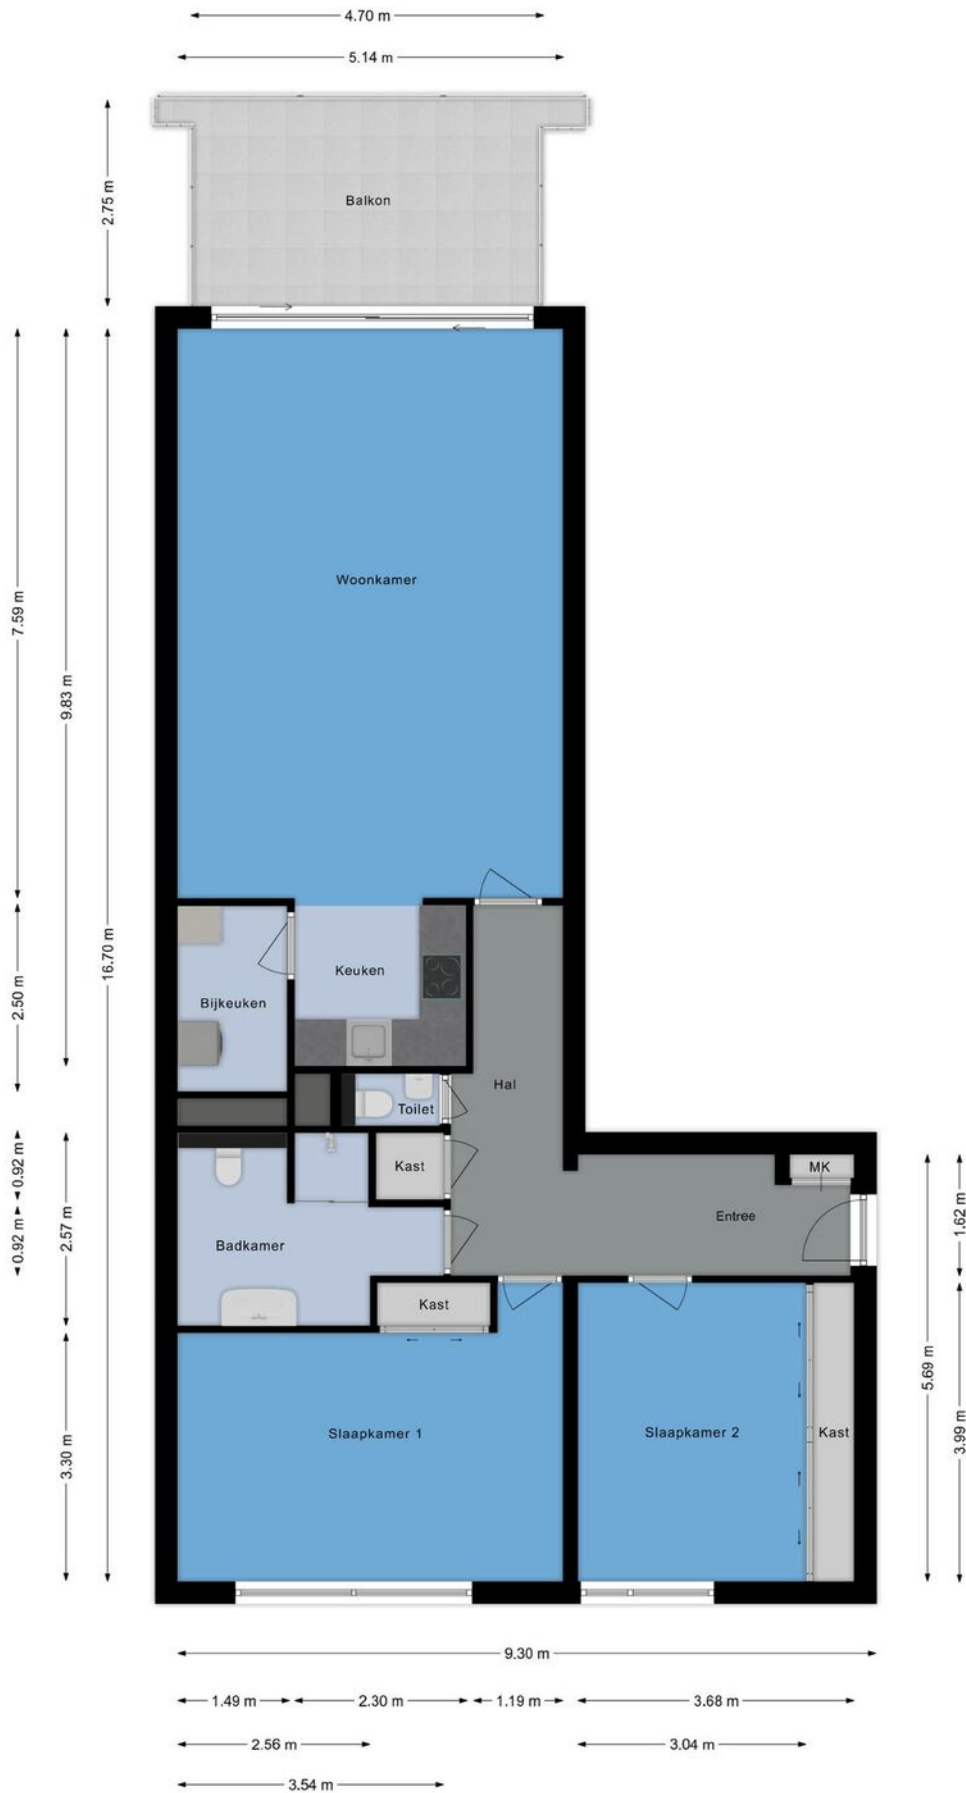 4.70 m
5.14 m
2.75 m
Balkon
7.59 m
9.83 m
16.70 m
Woonkamer
Keuken
Bijkeuken
2.50 m
Hal
Toilet
Kast
MK
0.92 m
0.92 m
2.57 m
1.62 m
Entree
Badkamer
Kast
5.69 m
3.99 m
3.30 m
Slaapkamer 1
Slaapkamer 2
Kast
9.30 m
1.49 m
2.30 m
1.19 m
3.68 m
2.56 m
3.04 m
3.54 m